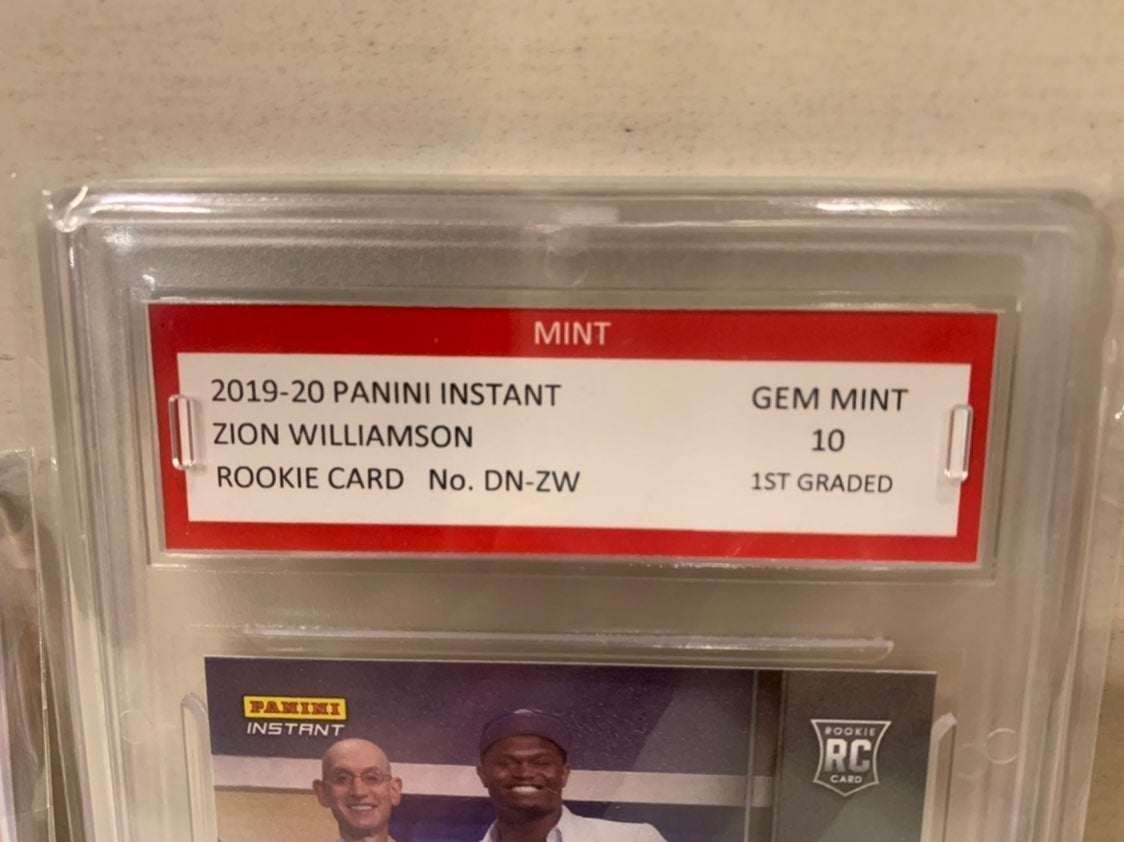 MINT
2019-20 PANINI INSTANT
ZION WILLIAMSON
ROOKIE CARD No. DN-ZW
GEM MINT
10
1ST GRADED
PANINI
INSTANT
ROOKIE
RC
CARD